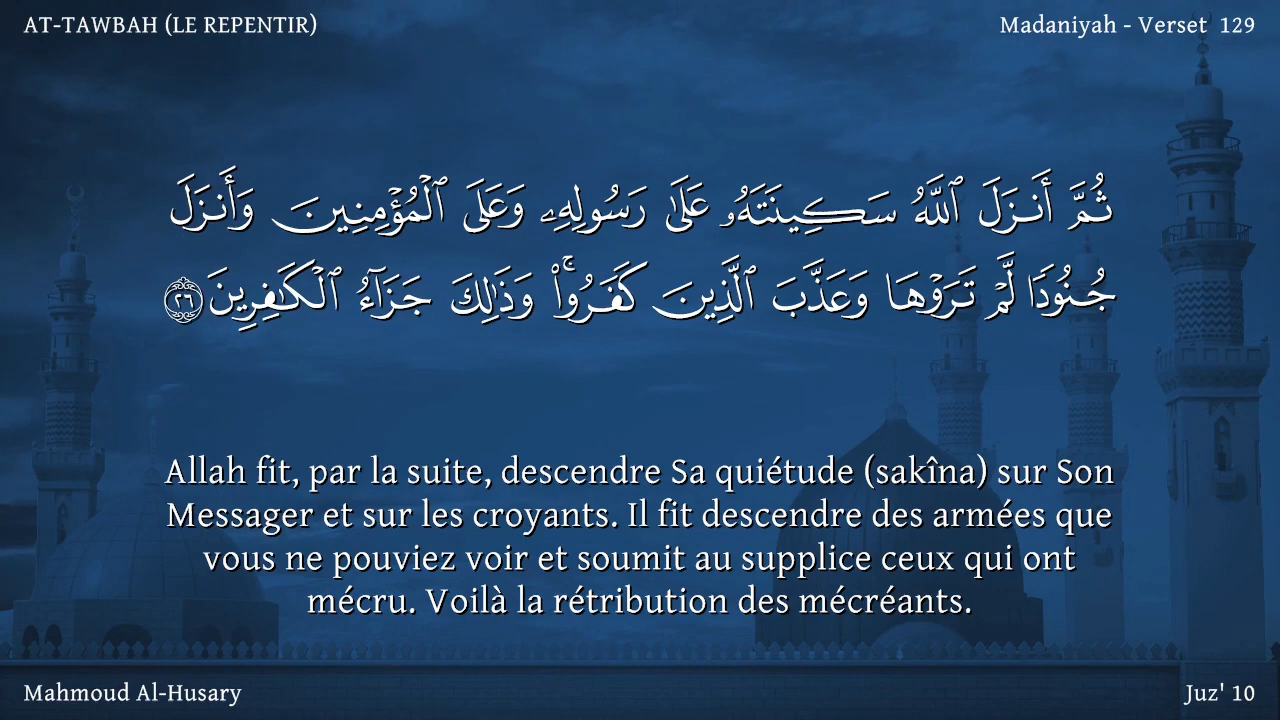 AT-TAWBAH (LE REPENTIR)
Madaniyah - Verset 129
ثُمَّ أَنزَلَ ٱللَّهُ سَكِينَتَهُۥ عَلَىٰ رَسُولِهِۦ وَعَلَى ٱلْمُؤْمِنِينَ وَأَنزَلَ
جُنُودًا لَّمْ تَرَوْهَا وَعَذَّبَ ٱلَّذِينَ كَفَرُوا۟ ۚ وَذَٰلِكَ جَزَآءُ ٱلْكَـٰفِرِينَ ٢٦
Allah fit, par la suite, descendre Sa quiétude (sakîna) sur Son
Messager et sur les croyants. Il fit descendre des armées que
vous ne pouviez voir et soumit au supplice ceux qui ont
mécru. Voilà la rétribution des mécréants.
Mahmoud Al-Husary
Juz' 10